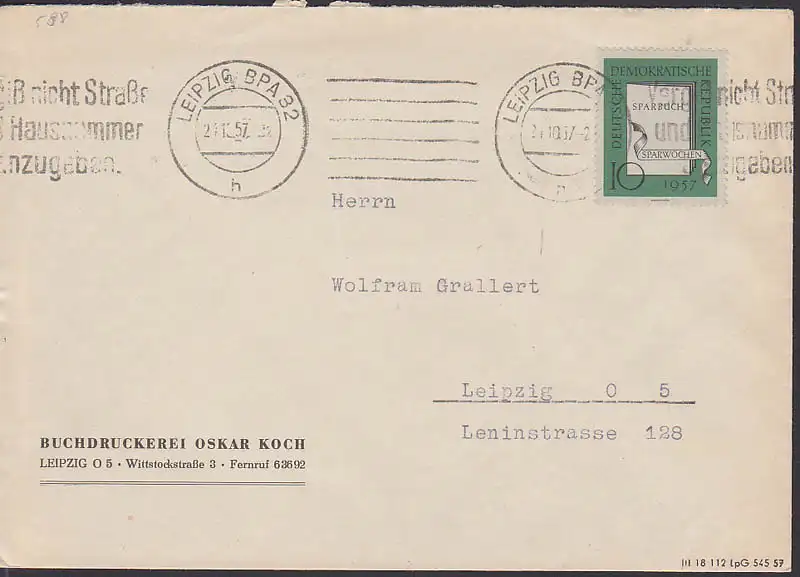 588
LEIPZIG BPA 32
h
iß nicht Straße
Hausnummer
nzugeben.
LEIPZIG BPA
DEUTSCHE DEMOKRATISCHE REPUBLIK
SPARBUCH
SPARWOCHEN
10 1957
Herrn
Wolfram Grallert
Leipzig O 5
Leninstrasse 128
BUCHDRUCKEREI OSKAR KOCH
LEIPZIG O 5 · Wittstockstraße 3 · Fernruf 63692
III 18 112 LpG 545 57